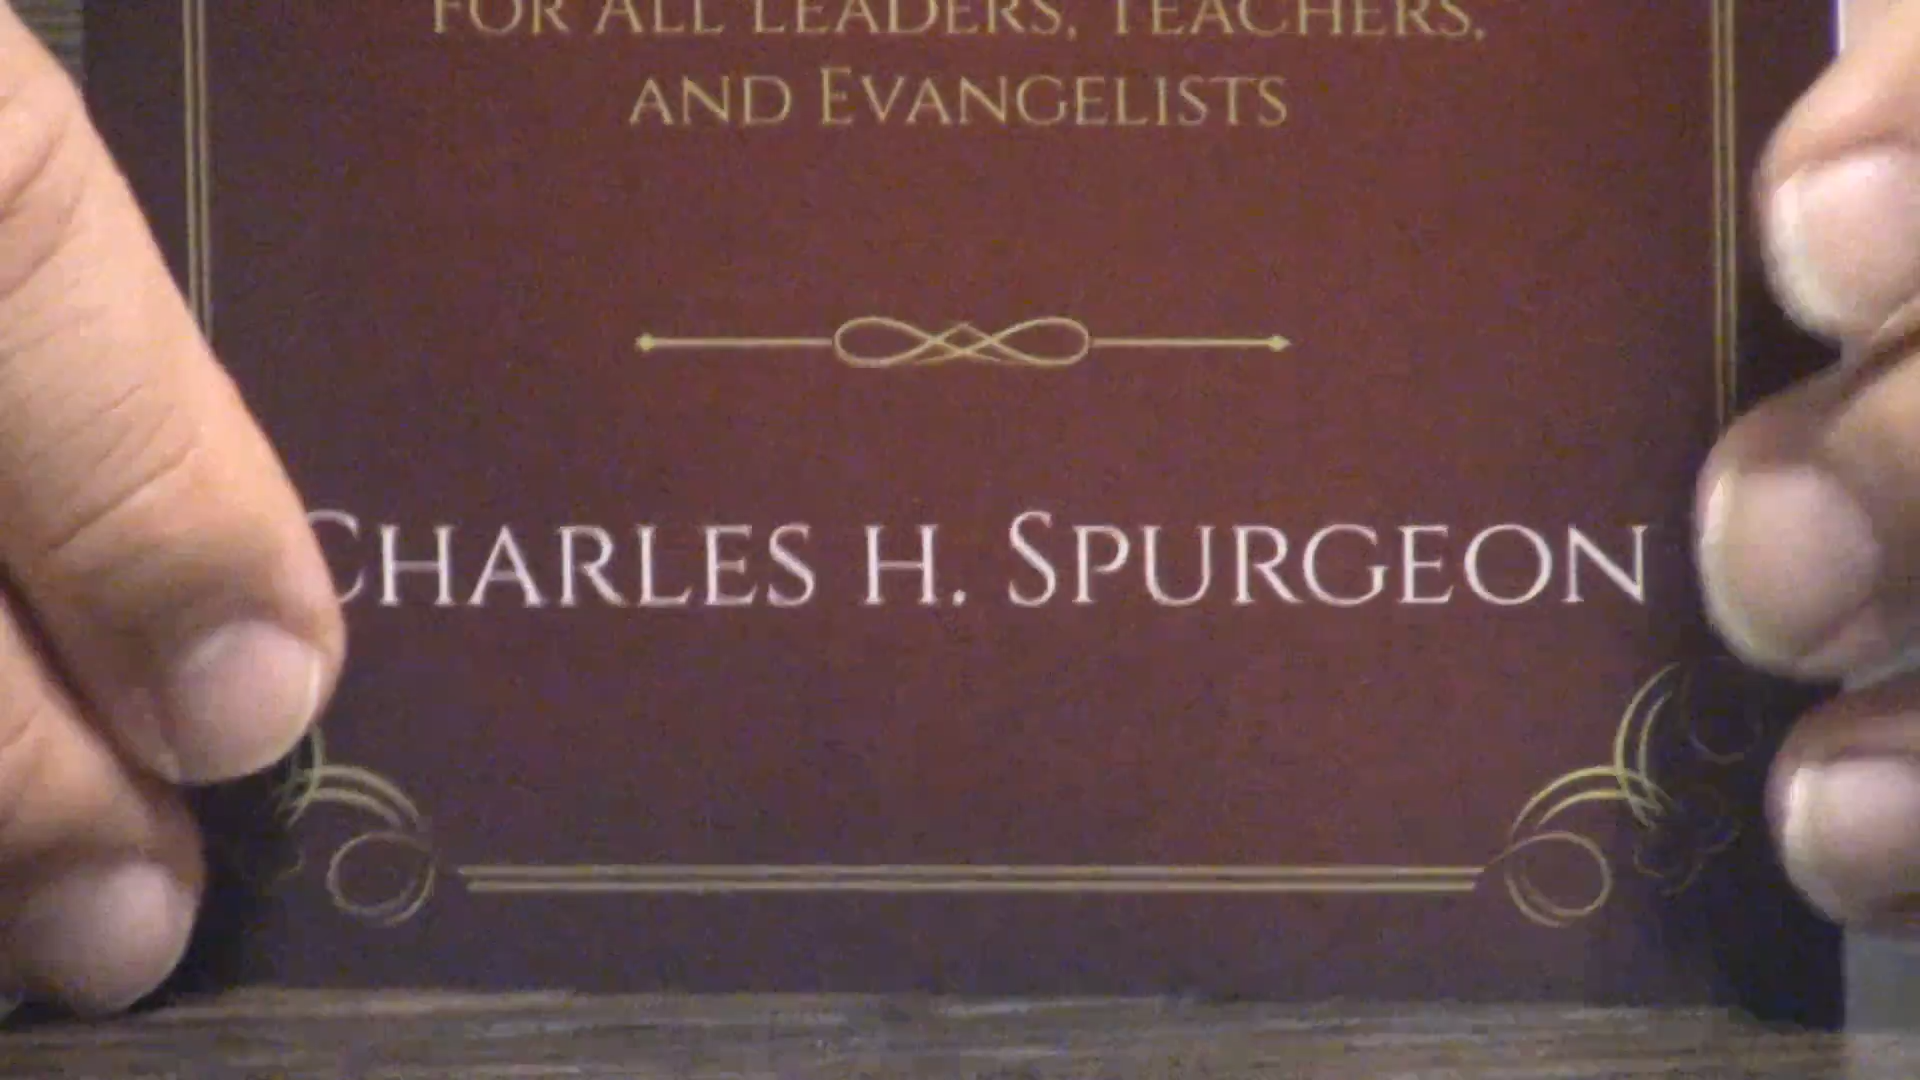 FOR ALL LEADERS, TEACHERS,
AND EVANGELISTS
CHARLES H. SPURGEON